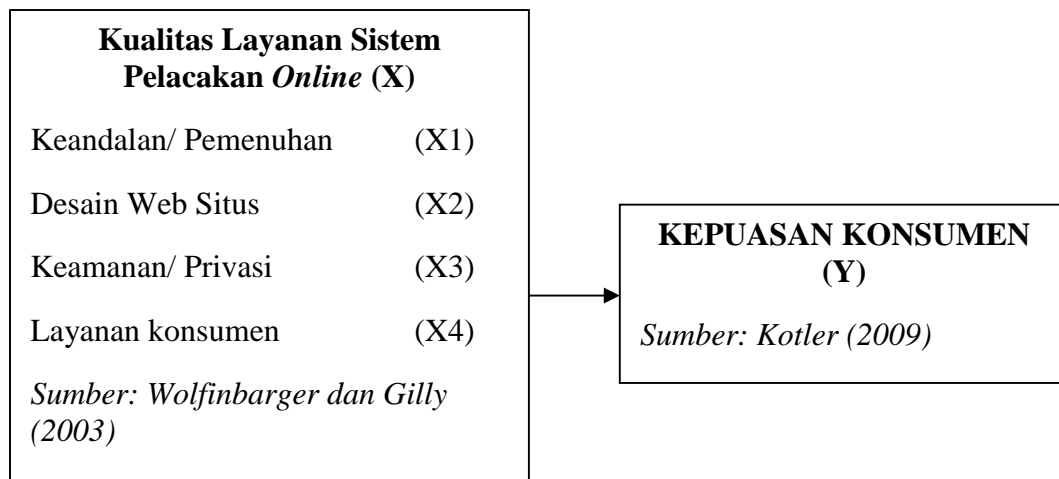 Kualitas Layanan Sistem
Pelacakan Online (X)
Keandalan/ Pemenuhan (X1)
Desain Web Situs (X2)
Keamanan/ Privasi (X3)
Layanan konsumen (X4)
Sumber: Wolfinbarger dan Gilly
(2003)
KEPUASAN KONSUMEN
(Y)
Sumber: Kotler (2009)